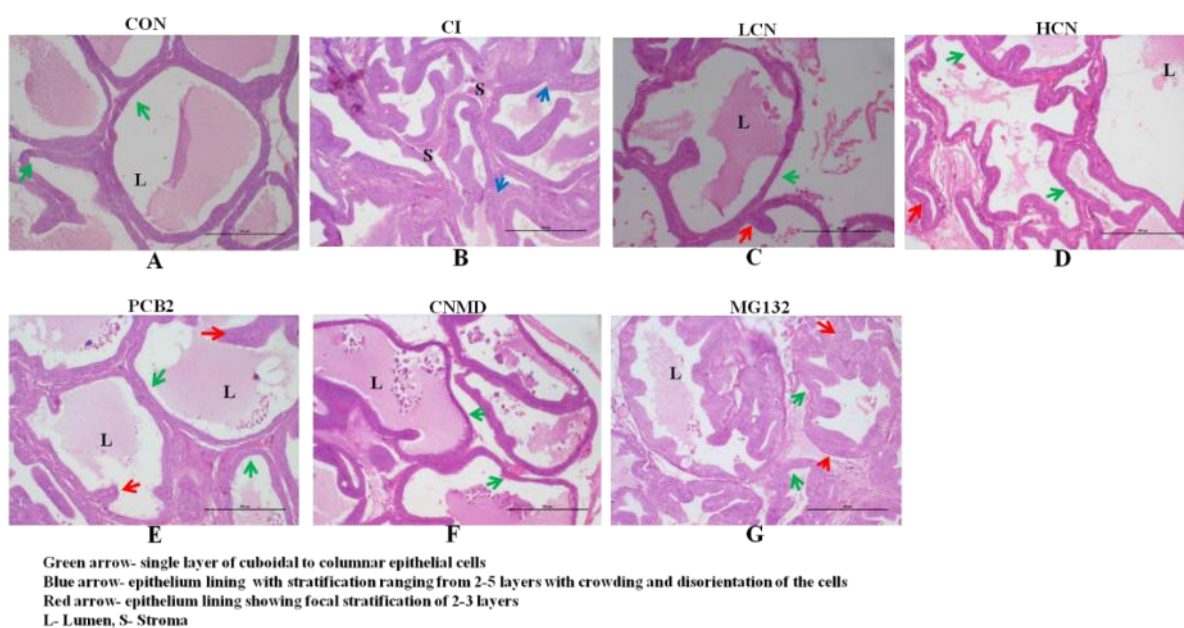 CON CI LCN HCN
L S S L L
A B C D
PCB2 CNMD MG132
L L L L
E F G
Green arrow- single layer of cuboidal to columnar epithelial cells
Blue arrow- epithelium lining with stratification ranging from 2-5 layers with crowding and disorientation of the cells
Red arrow- epithelium lining showing focal stratification of 2-3 layers
L- Lumen, S- Stroma